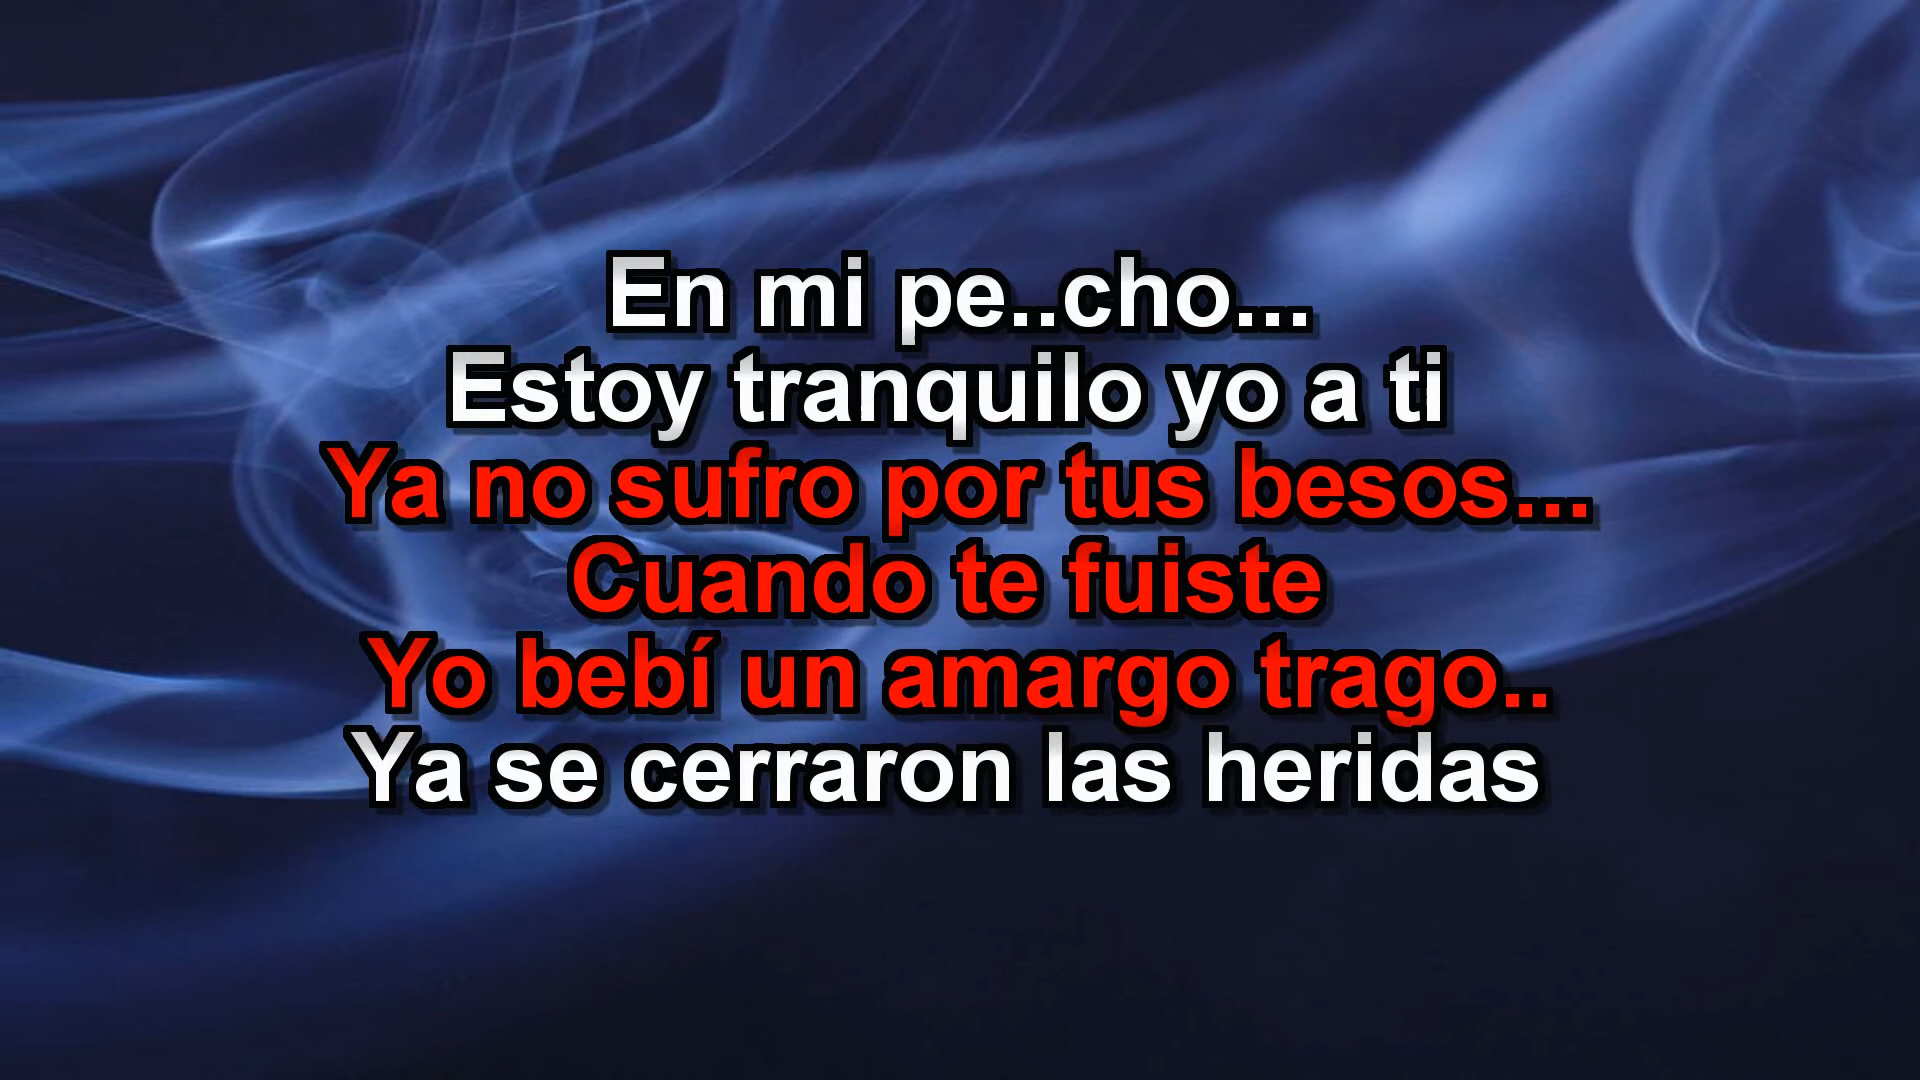 En mi pe..cho...
Estoy tranquilo yo a ti
Ya no sufro por tus besos...
Cuando te fuiste
Yo bebí un amargo trago..
Ya se cerraron las heridas